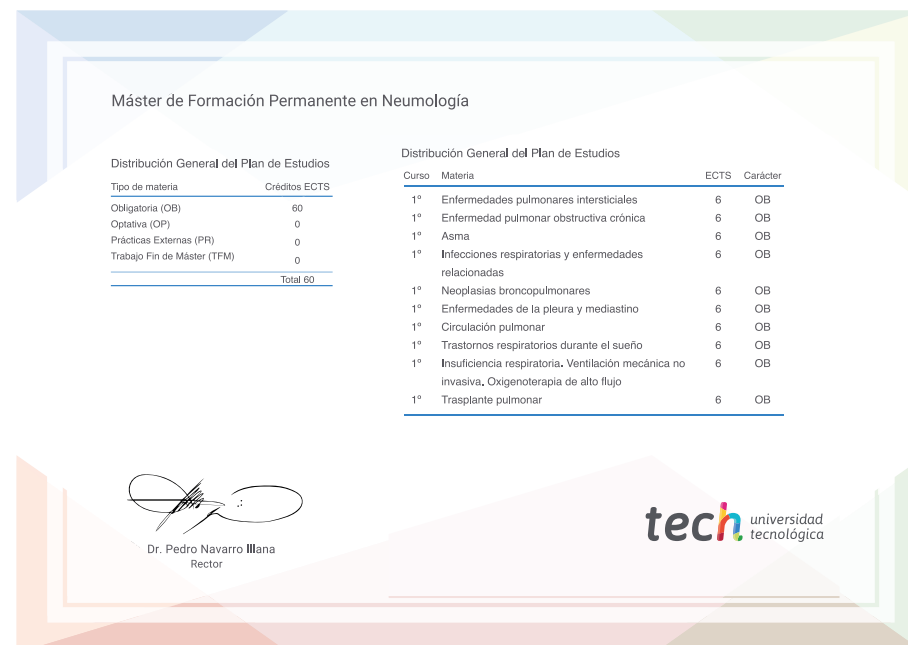 Máster de Formación Permanente en Neumología
Distribución General del Plan de Estudios
Tipo de materia Créditos ECTS
Obligatoria (OB) 60
Optativa (OP) 0
Prácticas Externas (PR) 0
Trabajo Fin de Máster (TFM) 0
Total 60
Distribución General del Plan de Estudios
Curso Materia ECTS Carácter
1º Enfermedades pulmonares intersticiales 6 OB
1º Enfermedad pulmonar obstructiva crónica 6 OB
1º Asma 6 OB
1º Infecciones respiratorias y enfermedades 6 OB
relacionadas
1º Neoplasias broncopulmonares 6 OB
1º Enfermedades de la pleura y mediastino 6 OB
1º Circulación pulmonar 6 OB
1º Trastornos respiratorios durante el sueño 6 OB
1º Insuficiencia respiratoria. Ventilación mecánica no 6 OB
invasiva. Oxigenoterapia de alto flujo
1º Trasplante pulmonar 6 OB
Dr. Pedro Navarro Illana
Rector
tech universidad
tecnológica